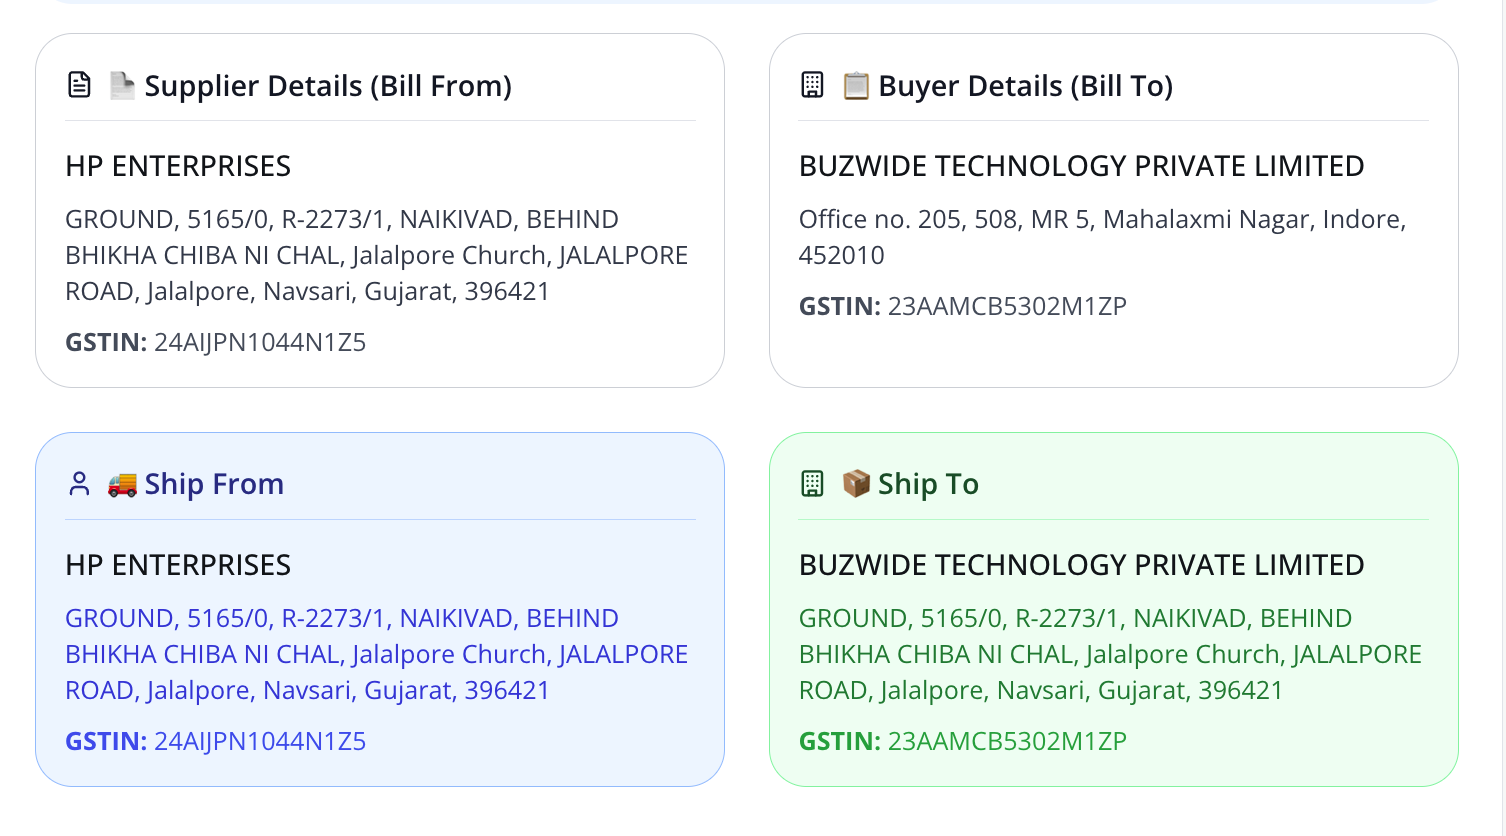 Supplier Details (Bill From)
HP ENTERPRISES
GROUND, 5165/0, R-2273/1, NAIKIVAD, BEHIND
BHIKHA CHIBA NI CHAL, Jalalpore Church, JALALPORE
ROAD, Jalalpore, Navsari, Gujarat, 396421
GSTIN: 24AIJPN1044N1Z5
Buyer Details (Bill To)
BUZWIDE TECHNOLOGY PRIVATE LIMITED
Office no. 205, 508, MR 5, Mahalaxmi Nagar, Indore,
452010
GSTIN: 23AAMCB5302M1ZP
Ship From
HP ENTERPRISES
GROUND, 5165/0, R-2273/1, NAIKIVAD, BEHIND
BHIKHA CHIBA NI CHAL, Jalalpore Church, JALALPORE
ROAD, Jalalpore, Navsari, Gujarat, 396421
GSTIN: 24AIJPN1044N1Z5
Ship To
BUZWIDE TECHNOLOGY PRIVATE LIMITED
GROUND, 5165/0, R-2273/1, NAIKIVAD, BEHIND
BHIKHA CHIBA NI CHAL, Jalalpore Church, JALALPORE
ROAD, Jalalpore, Navsari, Gujarat, 396421
GSTIN: 23AAMCB5302M1ZP